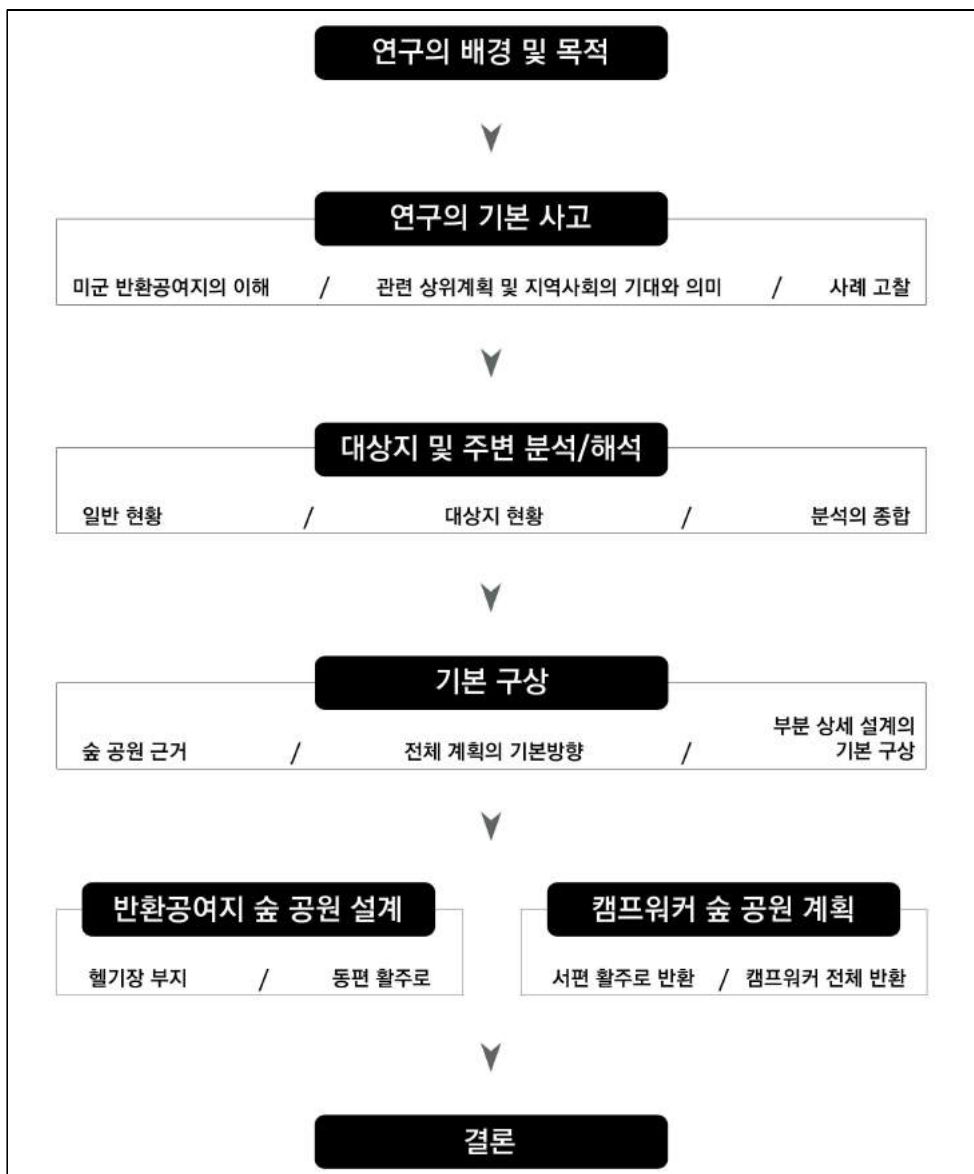 연구의 배경 및 목적
연구의 기본 사고
미군 반환공여지의 이해 / 관련 상위계획 및 지역사회의 기대와 의미 / 사례 고찰
대상지 및 주변 분석/해석
일반 현황 / 대상지 현황 / 분석의 종합
기본 구상
숲 공원 근거 / 전체 계획의 기본방향 / 부분 상세 설계의
기본 구상
반환공여지 숲 공원 설계
헬기장 부지 / 동편 활주로
캠프워커 숲 공원 계획
서편 활주로 반환 / 캠프워커 전체 반환
결론